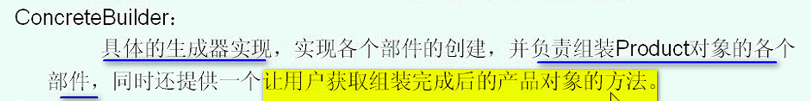 ConcreteBuilder：
具体的生成器实现，实现各个部件的创建，并负责组装Product对象的各个
部件，同时还提供一个让用户获取组装完成后的产品对象的方法。